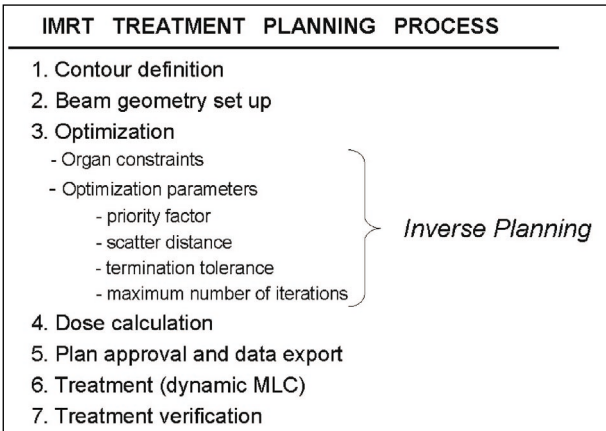 IMRT TREATMENT PLANNING PROCESS
1. Contour definition
2. Beam geometry set up
3. Optimization
- Organ constraints
- Optimization parameters
- priority factor
- scatter distance
- termination tolerance
- maximum number of iterations
Inverse Planning
4. Dose calculation
5. Plan approval and data export
6. Treatment (dynamic MLC)
7. Treatment verification